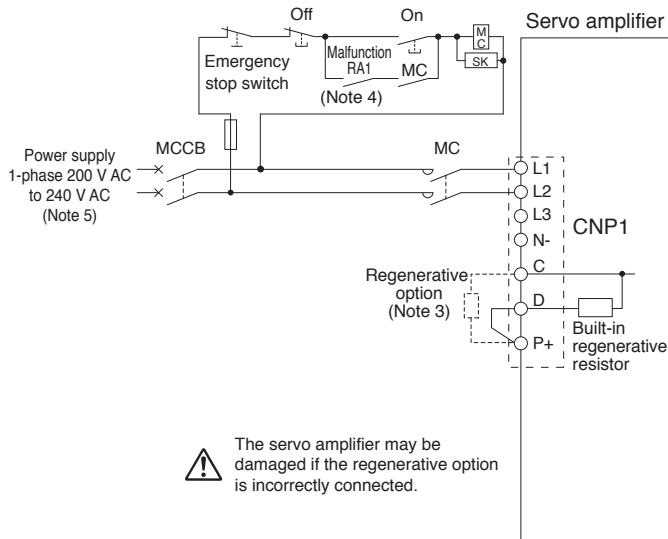 Servo amplifier
Off
On
Emergency
stop switch
Malfunction
RA1
(Note 4)
MC
M
C
SK
Power supply
1-phase 200 V AC
to 240 V AC
(Note 5)
MCCB
MC
L1
L2
L3
N-
C
D
P+
CNP1
Regenerative
option
(Note 3)
Built-in
regenerative
resistor
The servo amplifier may be
damaged if the regenerative option
is incorrectly connected.